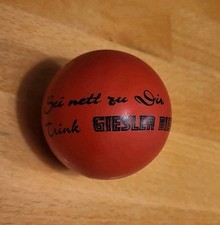 Sei nett zu Dir
Trink GIESLER